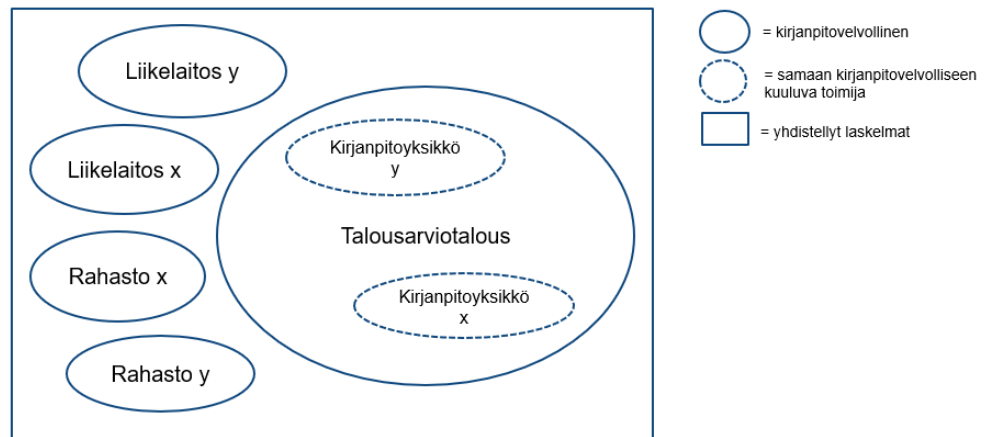 Liikelaitos y
Liikelaitos x
Rahasto x
Rahasto y
Kirjanpitoyksikkö
y
Talousarviotalous
Kirjanpitoyksikkö
x
= kirjanpitovelvollinen
= samaan kirjanpitovelvolliseen
kuuluva toimija
= yhdistellyt laskelmat